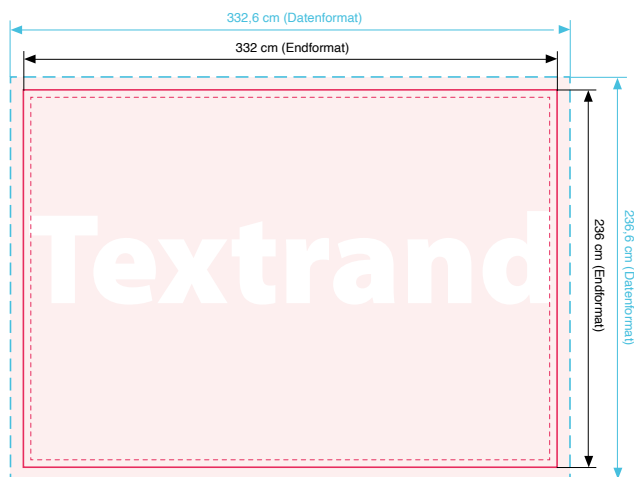 332,6 cm (Datenformat)
332 cm (Endformat)
Textrand
236 cm (Endformat)
236,6 cm (Datenformat)